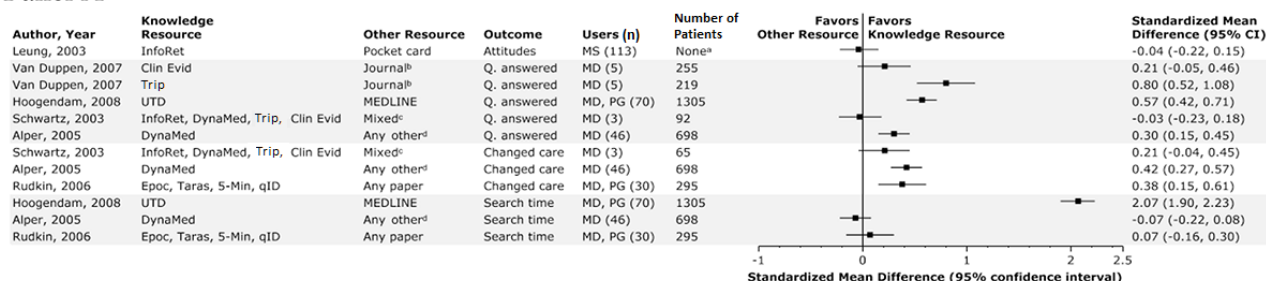 Knowledge Number of Favors Favors Standardized Mean
Author, Year Resource Other Resource Outcome Users (n) Patients Other Resource Knowledge Resource Difference (95% CI)
Leung, 2003 InfoRet Pocket card Attitudes MS (113) Noneᵃ -0.04 (-0.22, 0.15)
Van Duppen, 2007 Clin Evid Journalᵇ Q. answered MD (5) 255 0.21 (-0.05, 0.46)
Van Duppen, 2007 Trip Journalᵇ Q. answered MD (5) 219 0.80 (0.52, 1.08)
Hoogendam, 2008 UTD MEDLINE Q. answered MD, PG (70) 1305 0.57 (0.42, 0.71)
Schwartz, 2003 InfoRet, DynaMed, Trip, Clin Evid Mixedᶜ Q. answered MD (3) 92 -0.03 (-0.23, 0.18)
Alper, 2005 DynaMed Any otherᵈ Q. answered MD (46) 698 0.30 (0.15, 0.45)
Schwartz, 2003 InfoRet, DynaMed, Trip, Clin Evid Mixedᶜ Changed care MD (3) 65 0.21 (-0.04, 0.45)
Alper, 2005 DynaMed Any otherᵈ Changed care MD (46) 698 0.42 (0.27, 0.57)
Rudkin, 2006 Epoc, Taras, 5-Min, qID Any paper Changed care MD, PG (30) 295 0.38 (0.15, 0.61)
Hoogendam, 2008 UTD MEDLINE Search time MD, PG (70) 1305 2.07 (1.90, 2.23)
Alper, 2005 DynaMed Any otherᵈ Search time MD (46) 698 -0.07 (-0.22, 0.08)
Rudkin, 2006 Epoc, Taras, 5-Min, qID Any paper Search time MD, PG (30) 295 0.07 (-0.16, 0.30)
-1 0 1 2 2.5
Standardized Mean Difference (95% confidence interval)